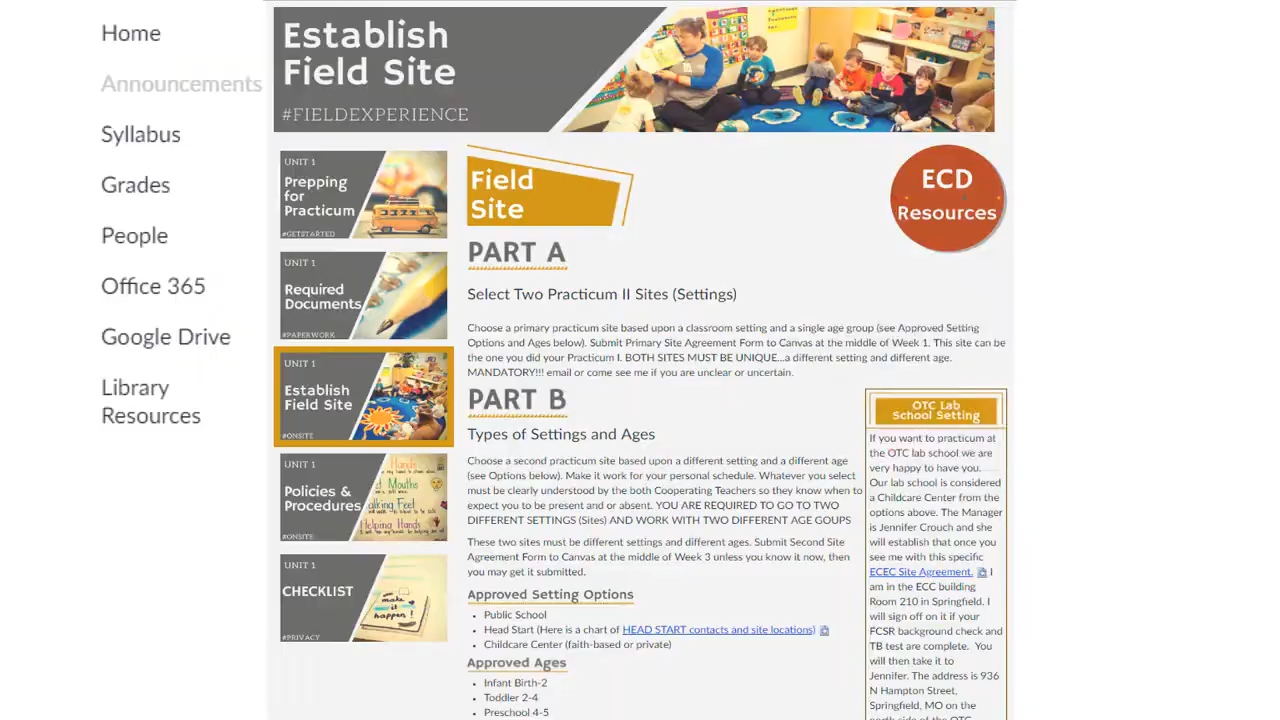 Home
Announcements
Syllabus
Grades
People
Office 365
Google Drive
Library
Resources
Establish
Field Site
#FIELDEXPERIENCE
UNIT 1
Prepping
for
Practicum
#GETSTARTED
UNIT 1
Required
Documents
#PAPERWORK
UNIT 1
Establish
Field Site
#ONSITE
UNIT 1
Policies &
Procedures
#ONSITE
Hands
Mouths
Feet
Helping Hands
UNIT 1
CHECKLIST
#PRIVACY
make
it
happen!
Field
Site
ECD
Resources
PART A
Select Two Practicum II Sites (Settings)
Choose a primary practicum site based upon a classroom setting and a single age group (see Approved Setting
Options and Ages below). Submit Primary Site Agreement Form to Canvas at the middle of Week 1. This site can be
the one you did your Practicum I. BOTH SITES MUST BE UNIQUE...a different setting and different age.
MANDATORY!!! email or come see me if you are unclear or uncertain.
PART B
Types of Settings and Ages
Choose a second practicum site based upon a different setting and a different age
(see Options below). Make it work for your personal schedule. Whatever you select
must be clearly understood by the both Cooperating Teachers so they know when to
expect you to be present and or absent. YOU ARE REQUIRED TO GO TO TWO
DIFFERENT SETTINGS (Sites) AND WORK WITH TWO DIFFERENT AGE GOUPS
These two sites must be different settings and different ages. Submit Second Site
Agreement Form to Canvas at the middle of Week 3 unless you know it now, then
you may get it submitted.
Approved Setting Options
Public School
Head Start (Here is a chart of HEAD START contacts and site locations)
Childcare Center (faith-based or private)
Approved Ages
Infant Birth-2
Toddler 2-4
Preschool 4-5
OTC Lab
School Setting
If you want to practicum at
the OTC lab school we are
very happy to have you.
Our lab school is considered
a Childcare Center from the
options above. The Manager
is Jennifer Crouch and she
will establish that once you
see me with this specific
ECEC Site Agreement. I
am in the ECC building
Room 210 in Springfield. I
will sign off on it if your
FCSR background check and
TB test are complete. You
will then take it to
Jennifer. The address is 936
N Hampton Street,
Springfield, MO on the
north side of the OTC